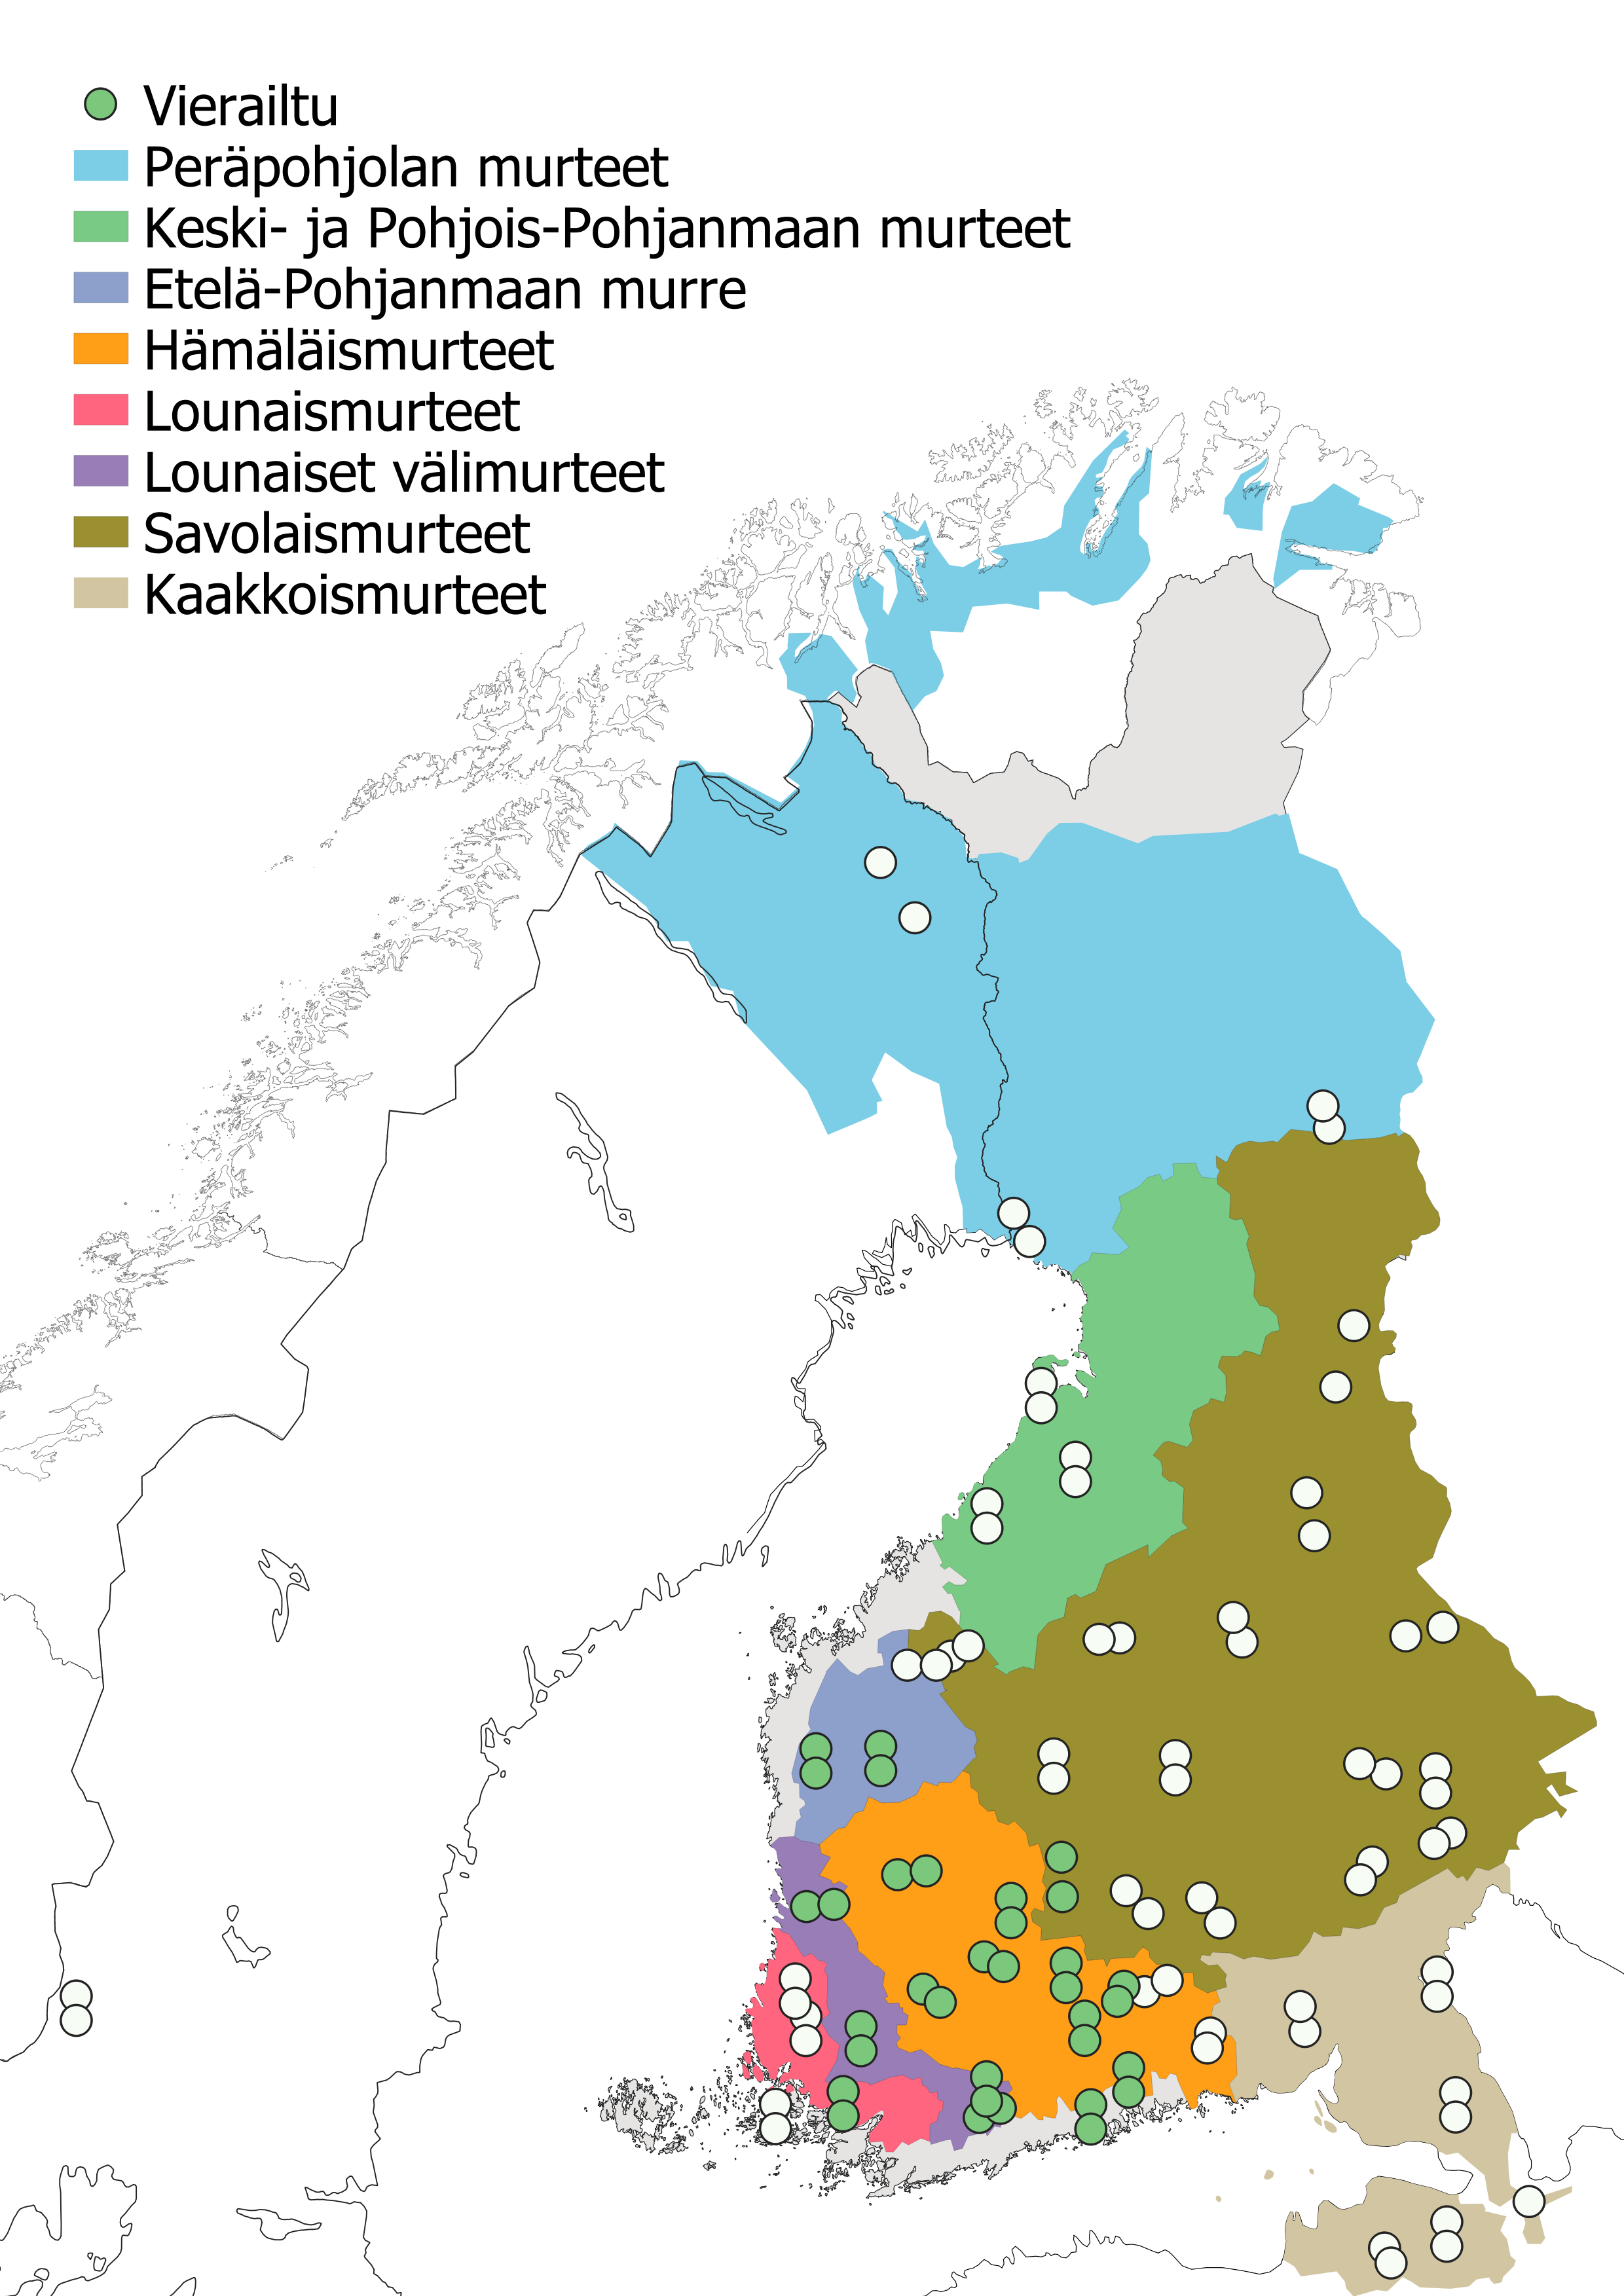 Vierailtu
Peräpohjolan murteet
Keski- ja Pohjois-Pohjanmaan murteet
Etelä-Pohjanmaan murre
Hämäläismurteet
Lounaismurteet
Lounaiset välimurteet
Savolaismurteet
Kaakkoismurteet